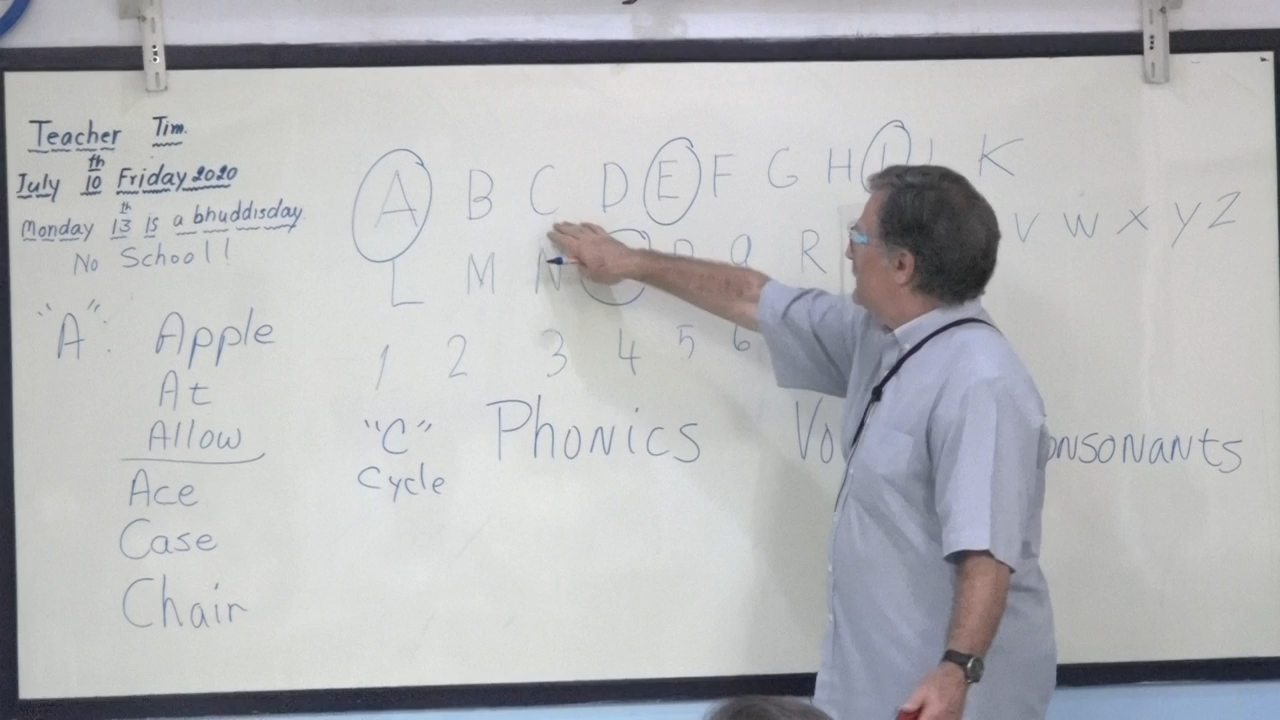 Teacher Tim.
July 10th Friday 2020
Monday 13th is a bhuddisday.
No School!
"A": Apple
At
Allow
Ace
Case
Chair
A B C D E F G H I J K
L M N P Q R V W X Y Z
1 2 3 4 5 6
"C" Phonics
Cycle